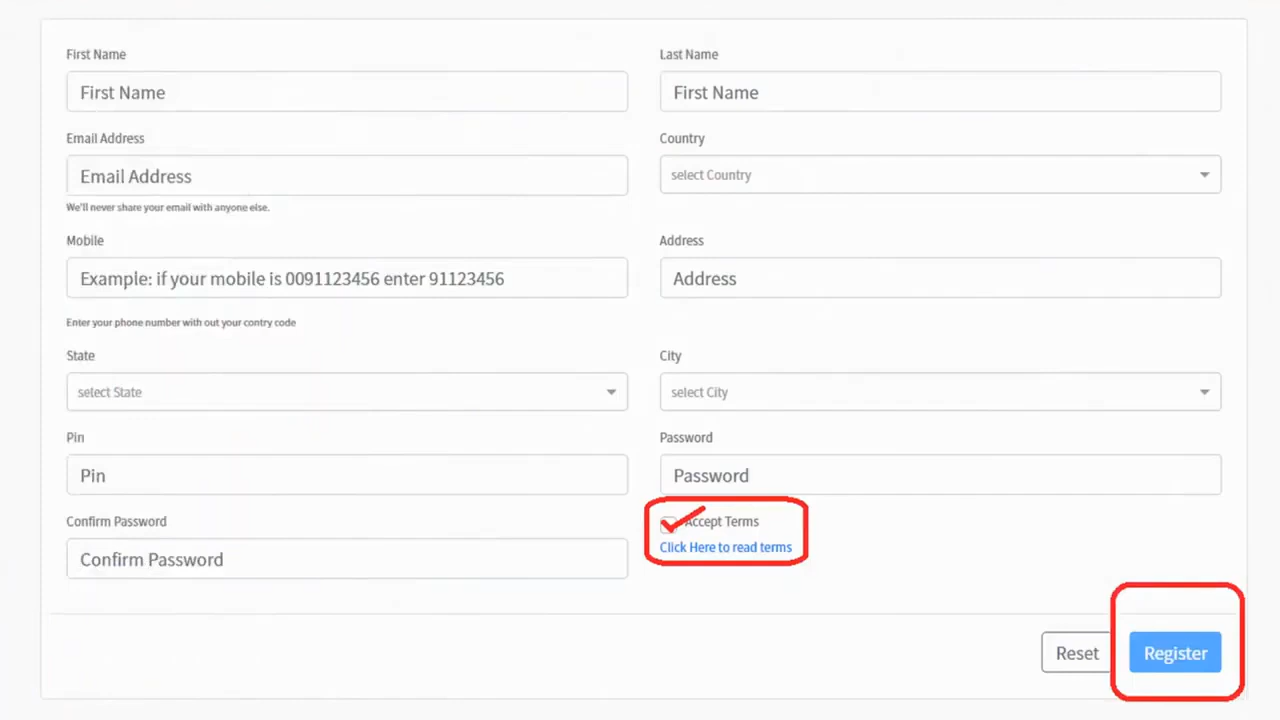 First Name
Last Name
First Name
First Name
Email Address
Country
Email Address
select Country
We'll never share your email with anyone else.
Mobile
Address
Example: if your mobile is 0091123456 enter 91123456
Address
Enter your phone number with out your contry code
State
City
select State
select City
Pin
Password
Pin
Password
Confirm Password
Accept Terms
Click Here to read terms
Confirm Password
Reset
Register